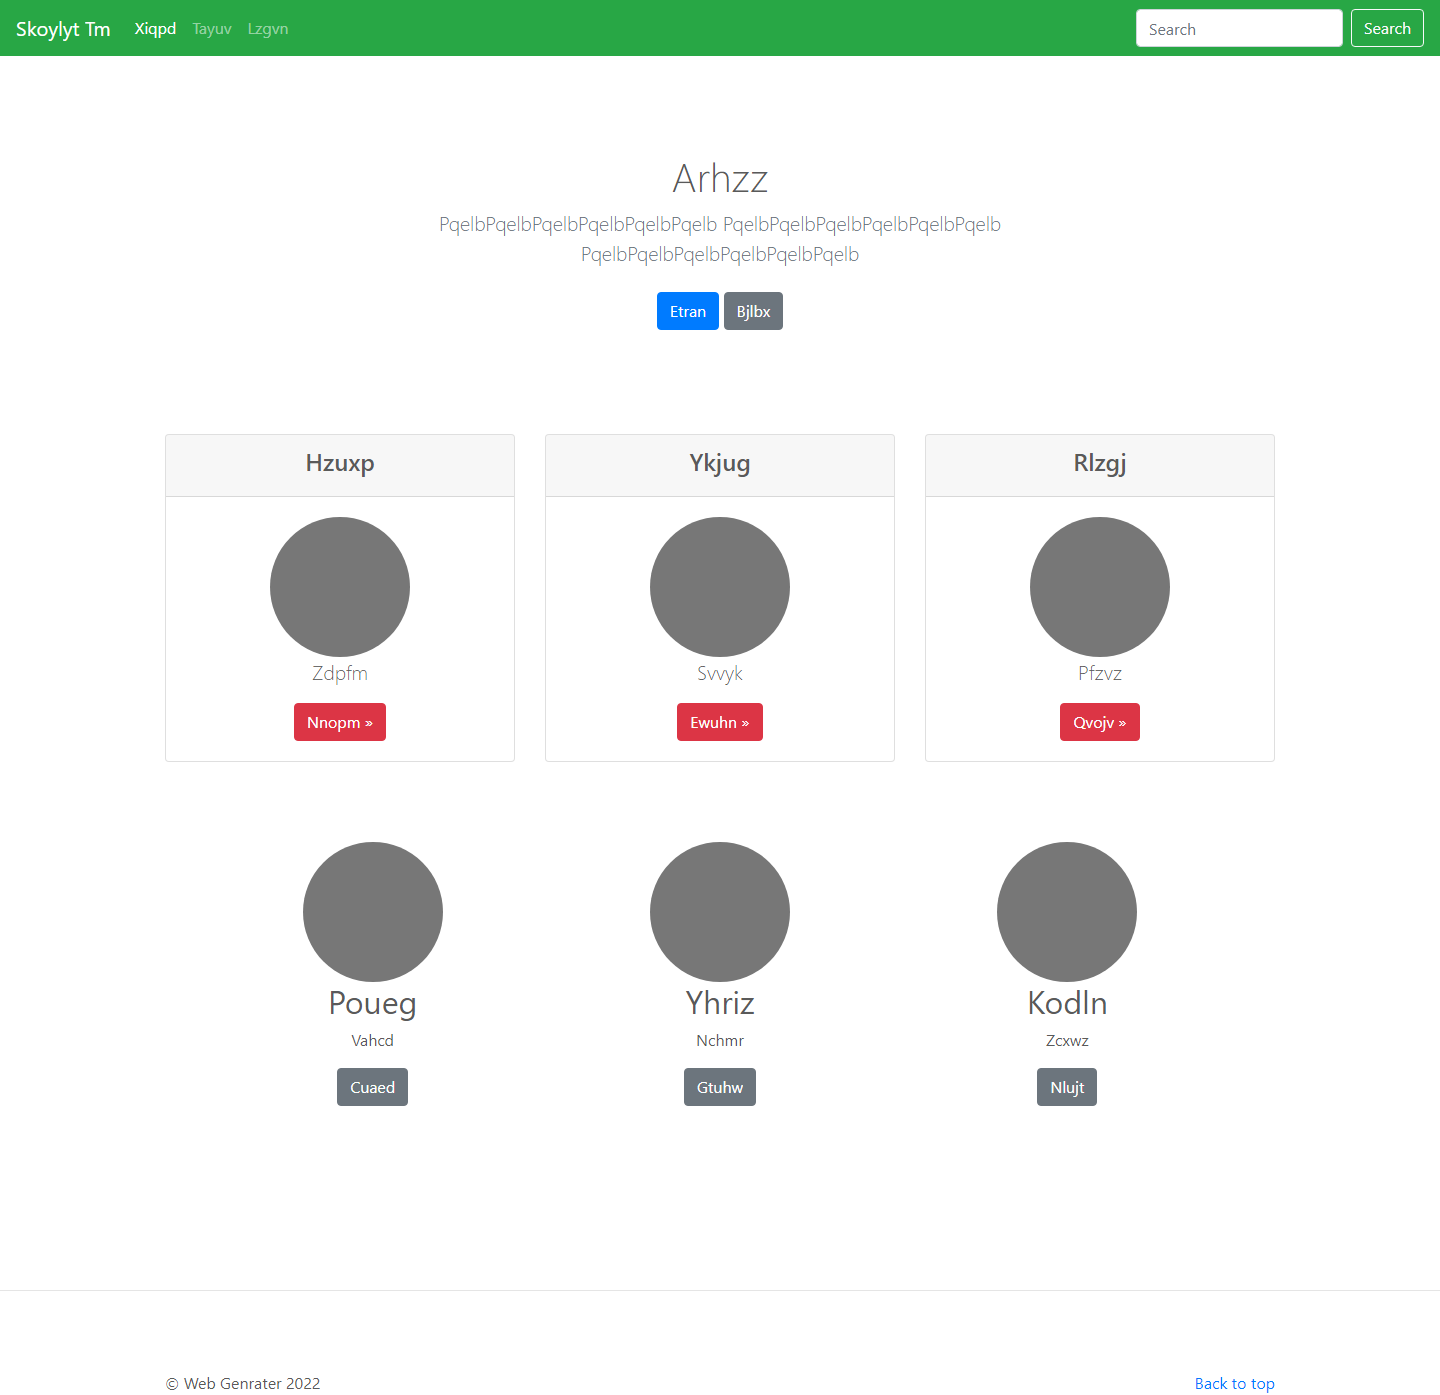 Skoylyt Tm Xiqpd Tayuv Lzgvn Search Search
Arhzz
PqelbPqelbPqelbPqelbPqelbPqelb PqelbPqelbPqelbPqelbPqelbPqelb
PqelbPqelbPqelbPqelbPqelbPqelb
Etran Bjlbx
Hzuxp Ykjug Rlzgj
Zdpfm Svvyk Pfzvz
Nnopm » Ewuhn » Qvojv »
Poueg Yhriz Kodln
Vahcd Nchmr Zcxwz
Cuaed Gtuhw Nlujt
© Web Genrater 2022 Back to top